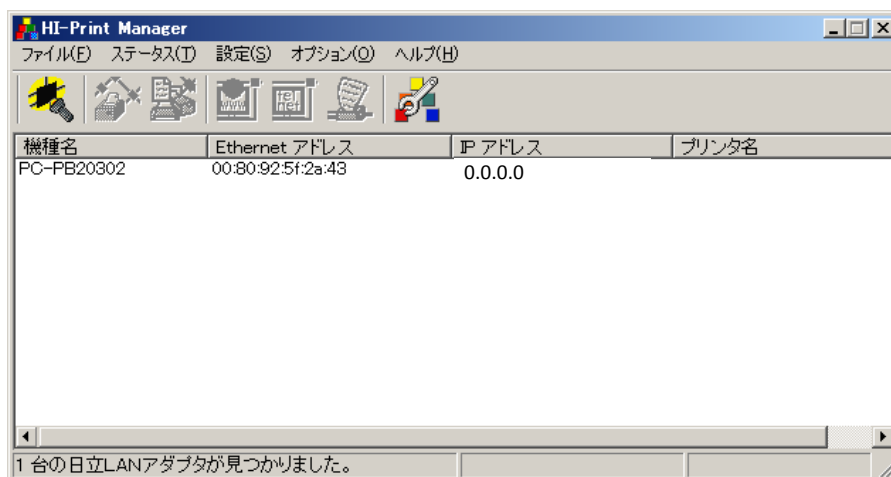 HI-Print Manager
ファイル(F) ステータス(T) 設定(S) オプション(O) ヘルプ(H)
www tel net
機種名 Ethernet アドレス IP アドレス プリンタ名
PC-PB20302 00:80:92:5f:2a:43 0.0.0.0
1 台の日立LANアダプタが見つかりました。